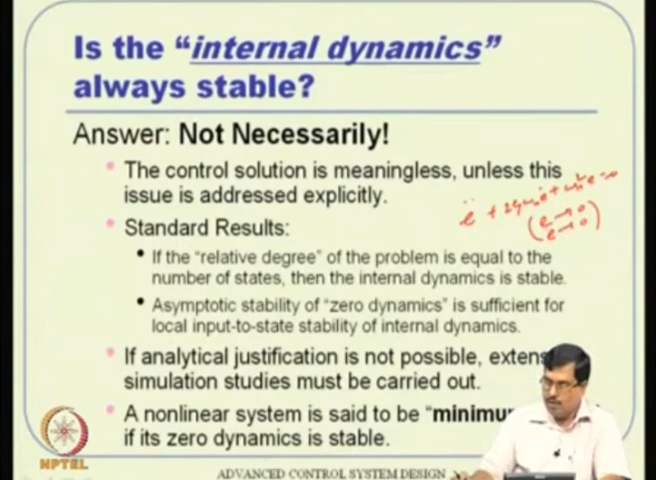 Is the “internal dynamics”
always stable?
Answer: Not Necessarily!
The control solution is meaningless, unless this
issue is addressed explicitly.
Standard Results:
If the “relative degree” of the problem is equal to the
number of states, then the internal dynamics is stable.
Asymptotic stability of “zero dynamics” is sufficient for
local input-to-state stability of internal dynamics.
If analytical justification is not possible, extens
simulation studies must be carried out.
A nonlinear system is said to be “minimu
if its zero dynamics is stable.
NPTEL
ADVANCED CONTROL SYSTEM DESIGN